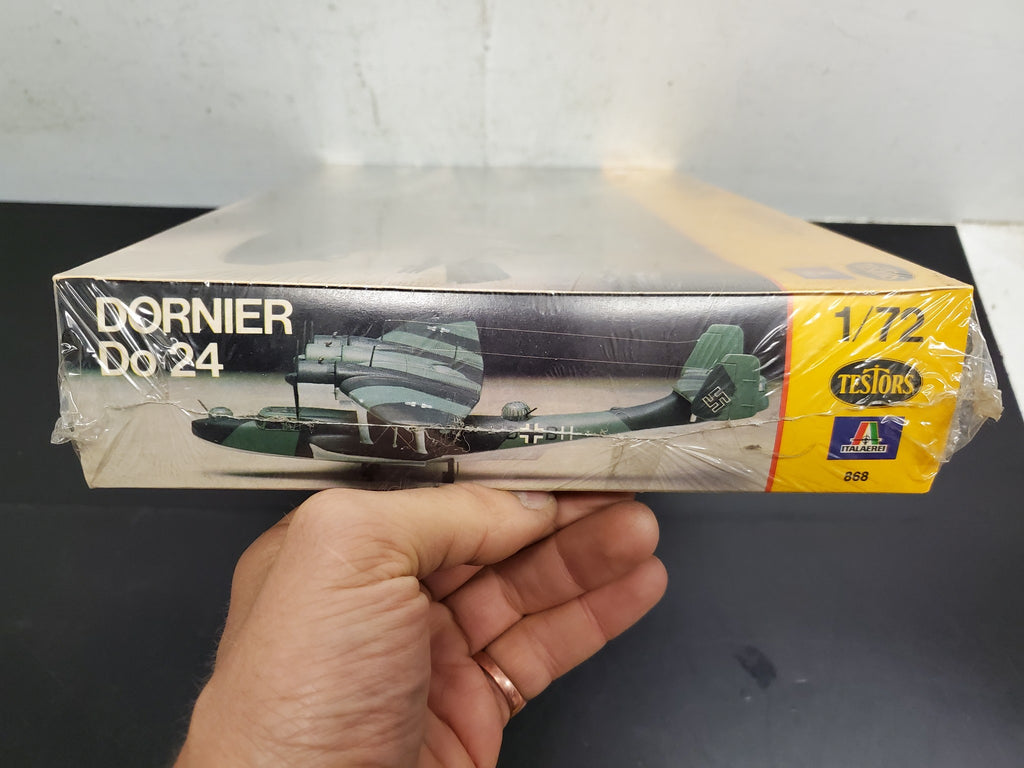 DORNIER
Do 24
1/72
TESTORS
ITALAEREI
868